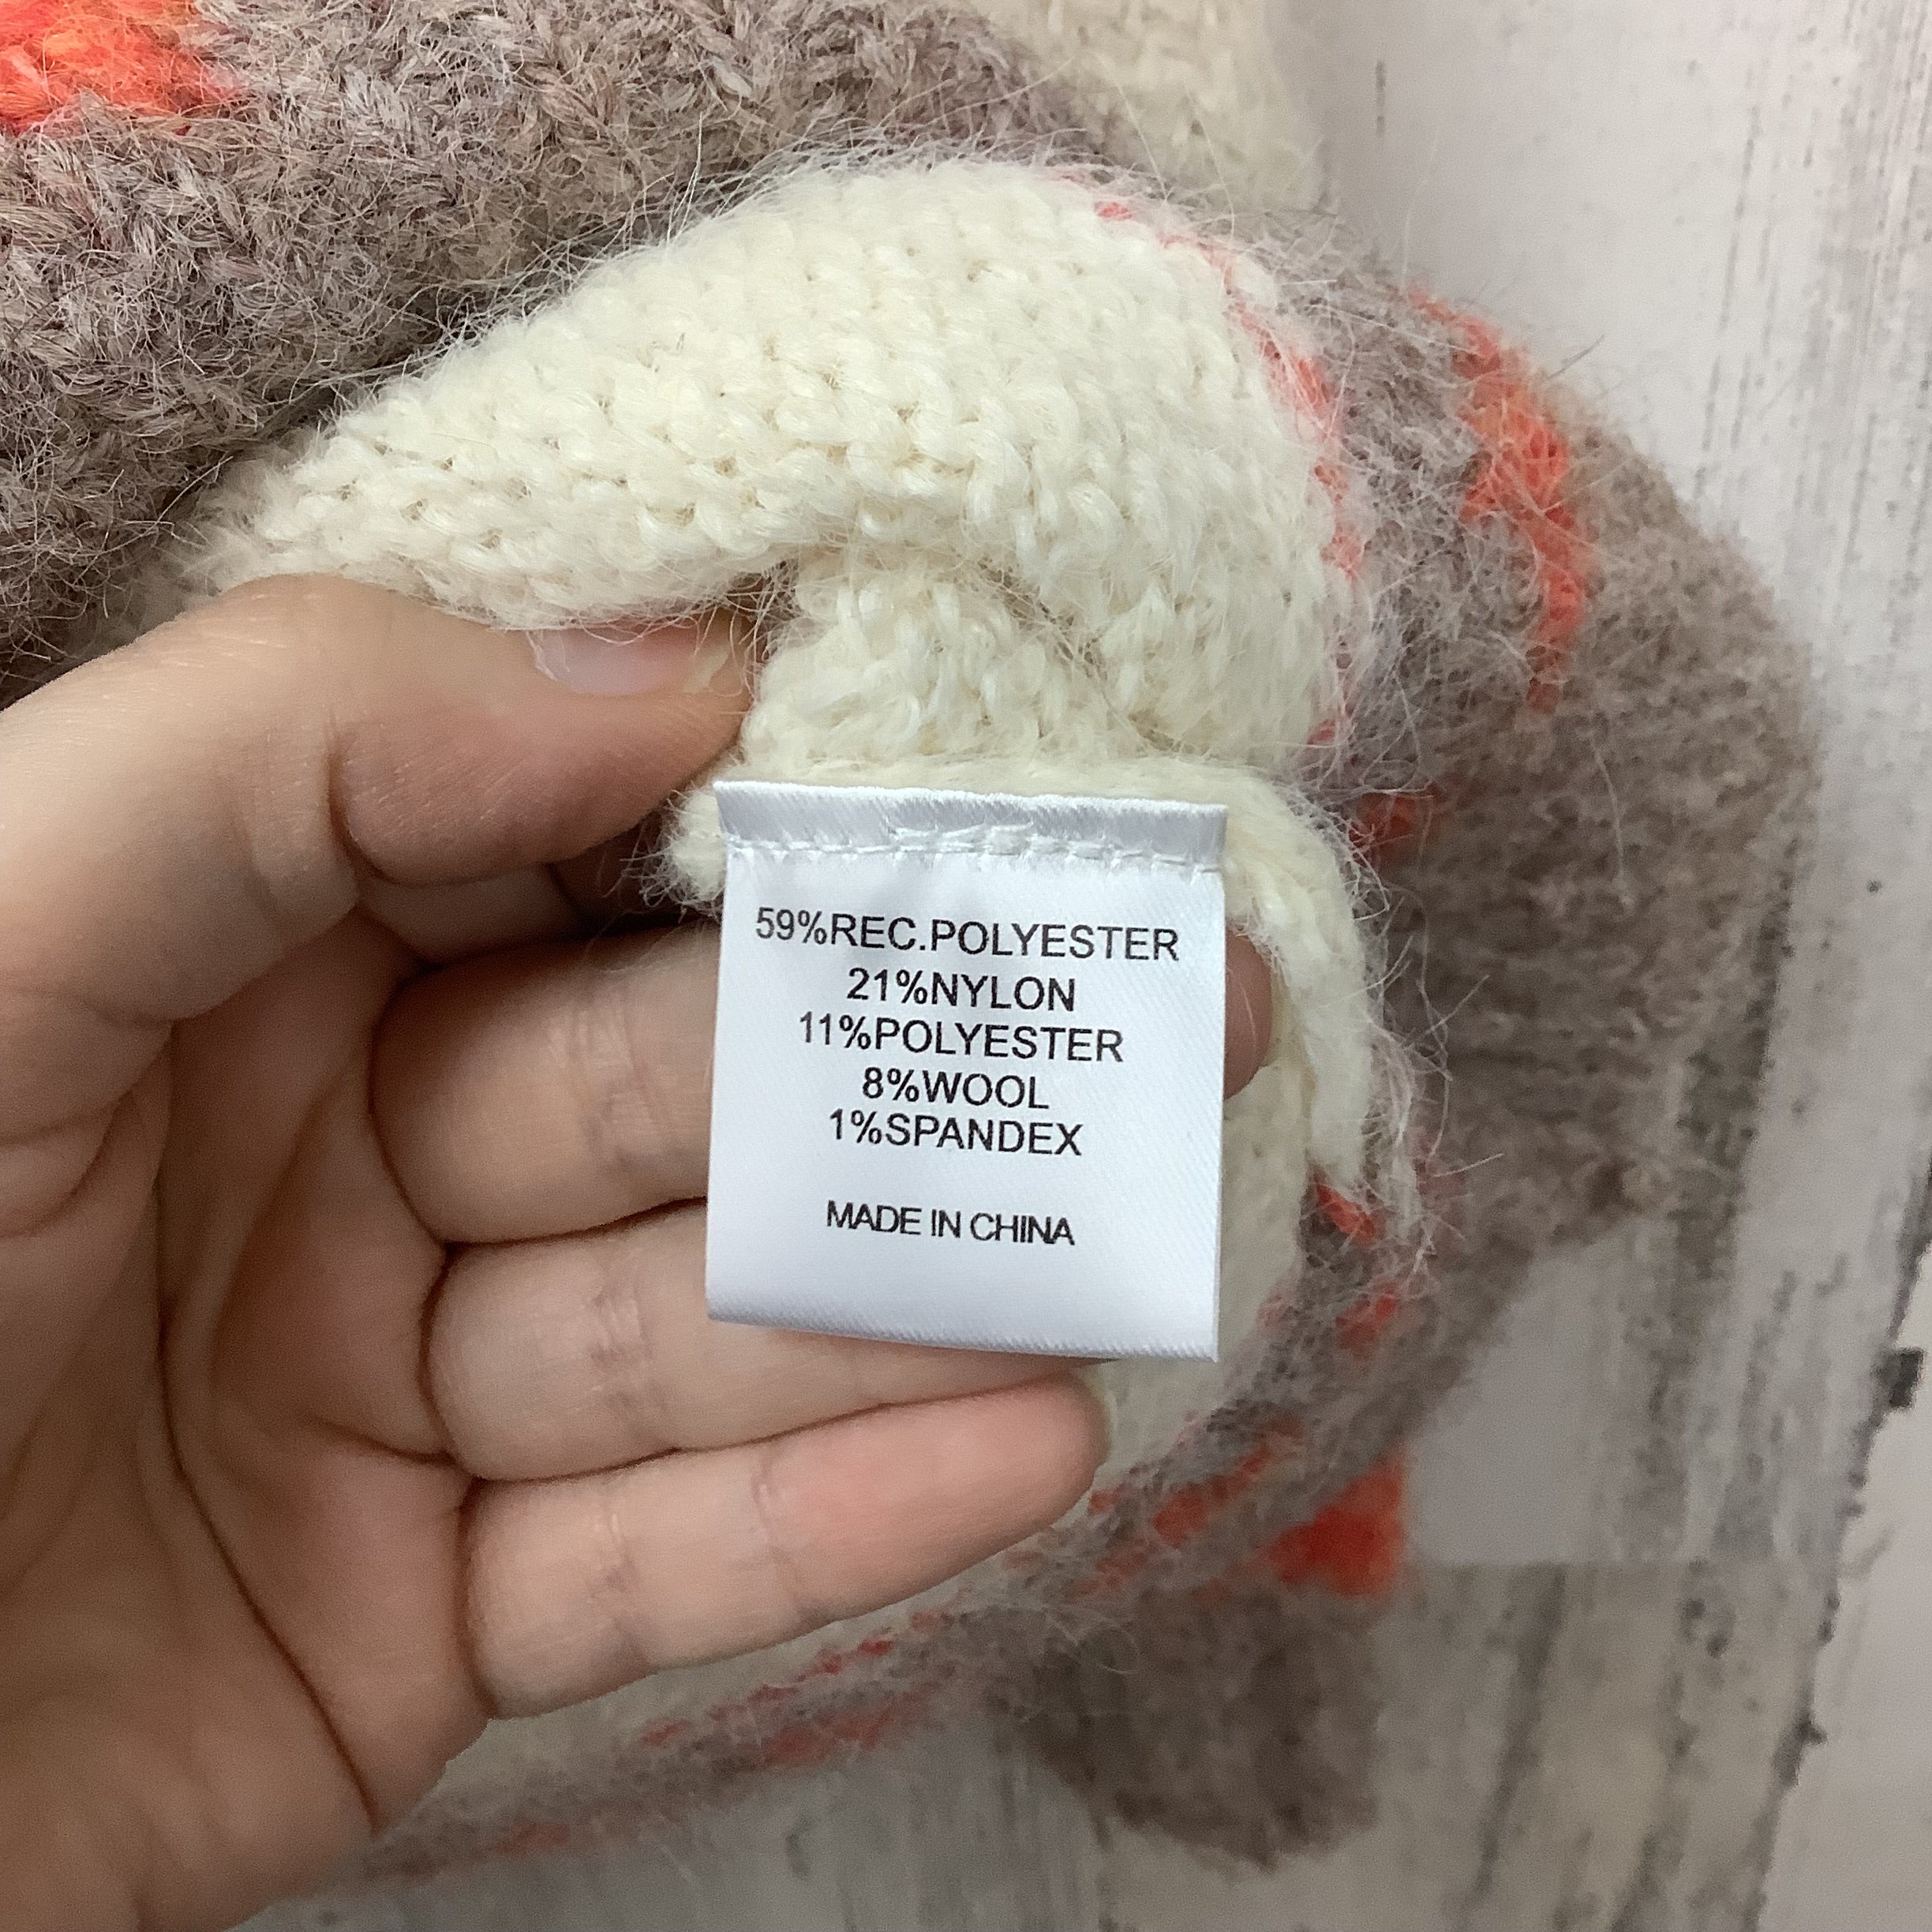 59%REC.POLYESTER
21%NYLON
11%POLYESTER
8%WOOL
1%SPANDEX
MADE IN CHINA